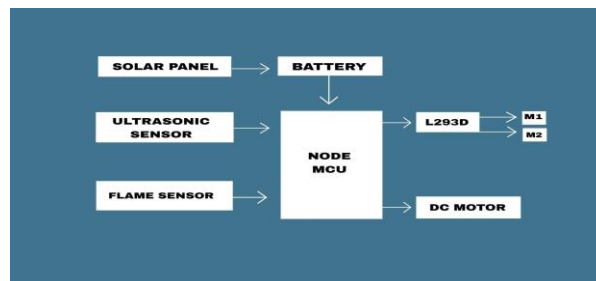 SOLAR PANEL
BATTERY
ULTRASONIC
SENSOR
NODE
MCU
L293D
M1
M2
FLAME SENSOR
DC MOTOR